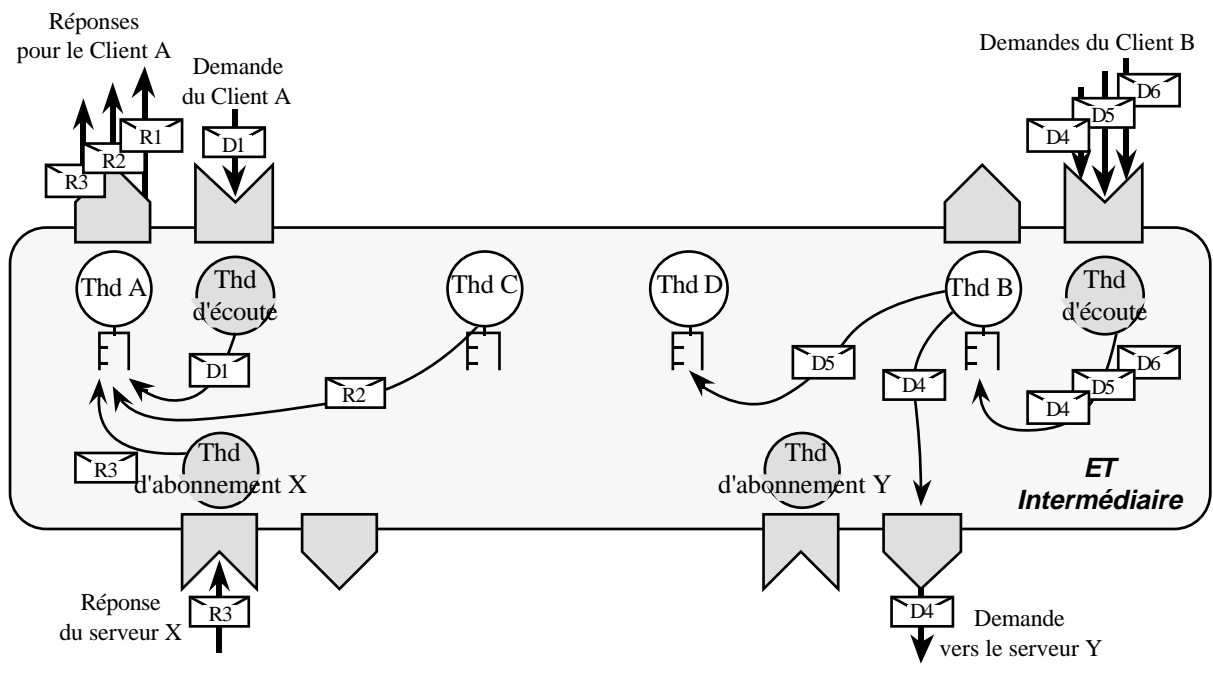 Réponses
pour le Client A
Demande
du Client A
Demandes du Client B
R1
R2
R3
D1
D6
D5
D4
Thd A
Thd
d'écoute
Thd C
Thd D
Thd B
Thd
d'écoute
D1
R2
D5
D4
D6
D5
D4
R3
Thd
d'abonnement X
Thd
d'abonnement Y
ET
Intermédiaire
Réponse
du serveur X
R3
D4
Demande
vers le serveur Y